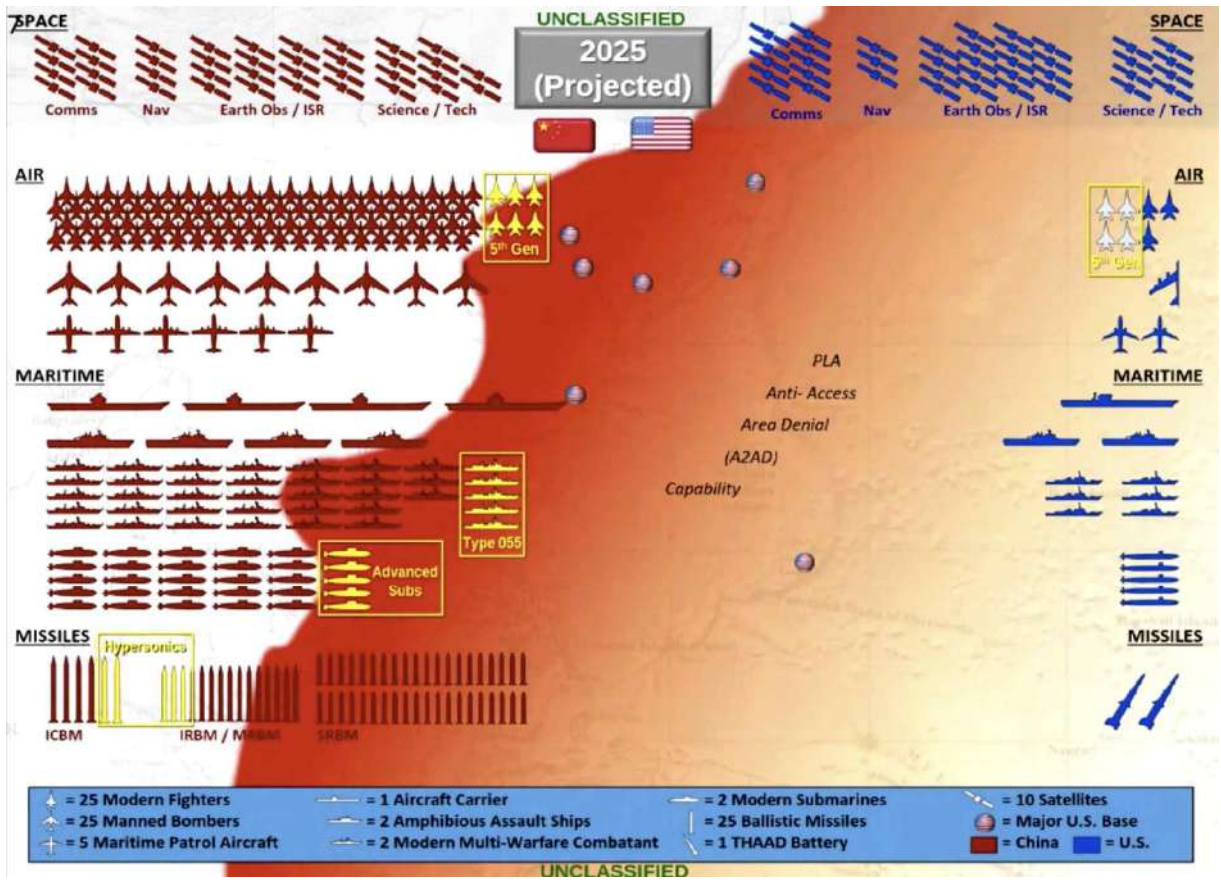 7
SPACE
UNCLASSIFIED
2025
(Projected)
SPACE
Comms
Nav
Earth Obs / ISR
Science / Tech
Comms
Nav
Earth Obs / ISR
Science / Tech
AIR
5th Gen
AIR
5th Gen
PLA
Anti- Access
Area Denial
(A2AD)
Capability
MARITIME
Type 055
Advanced
Subs
MARITIME
MISSILES
Hypersonics
ICBM
IRBM / MRBM
SRBM
MISSILES
= 25 Modern Fighters
= 25 Manned Bombers
= 5 Maritime Patrol Aircraft
= 1 Aircraft Carrier
= 2 Amphibious Assault Ships
= 2 Modern Multi-Warfare Combatant
= 2 Modern Submarines
= 25 Ballistic Missiles
= 1 THAAD Battery
= 10 Satellites
= Major U.S. Base
= China = U.S.
UNCLASSIFIED